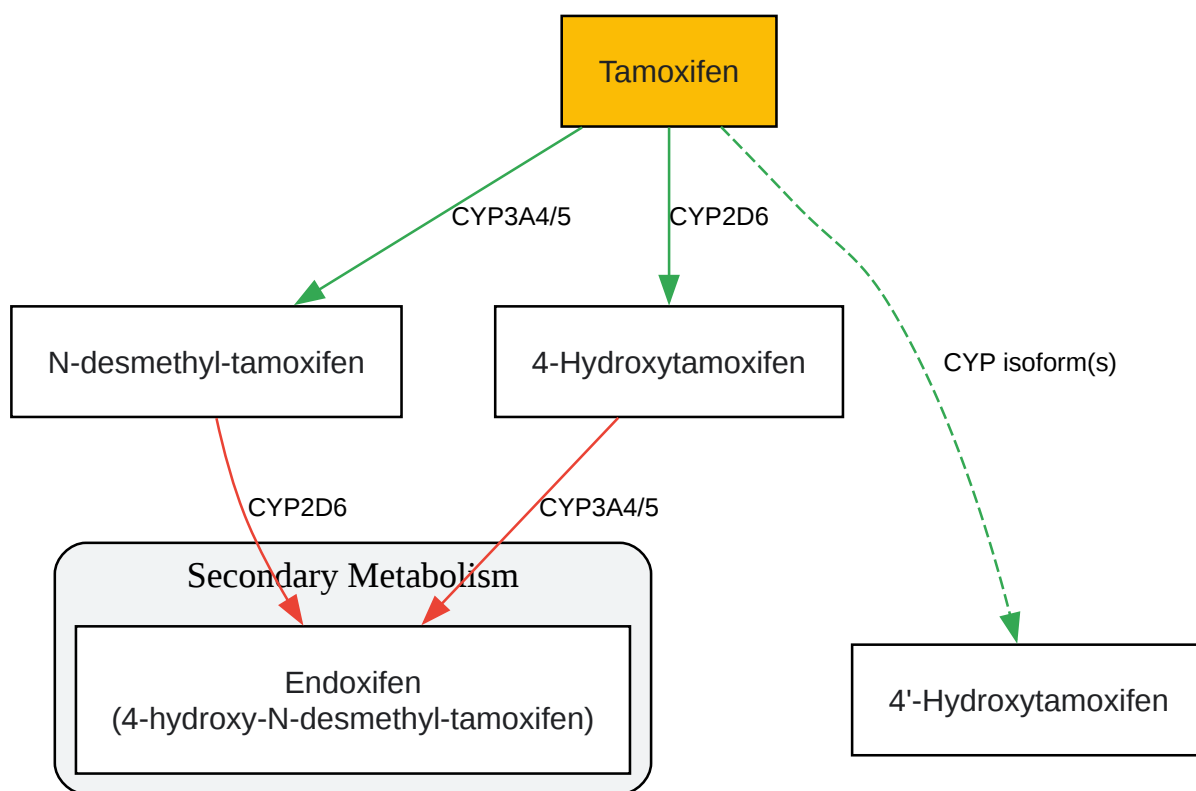 Tamoxifen
CYP3A4/5
CYP2D6
N-desmethyl-tamoxifen
4-Hydroxytamoxifen
CYP isoform(s)
CYP2D6
CYP3A4/5
Secondary Metabolism
Endoxifen
(4-hydroxy-N-desmethyl-tamoxifen)
4'-Hydroxytamoxifen